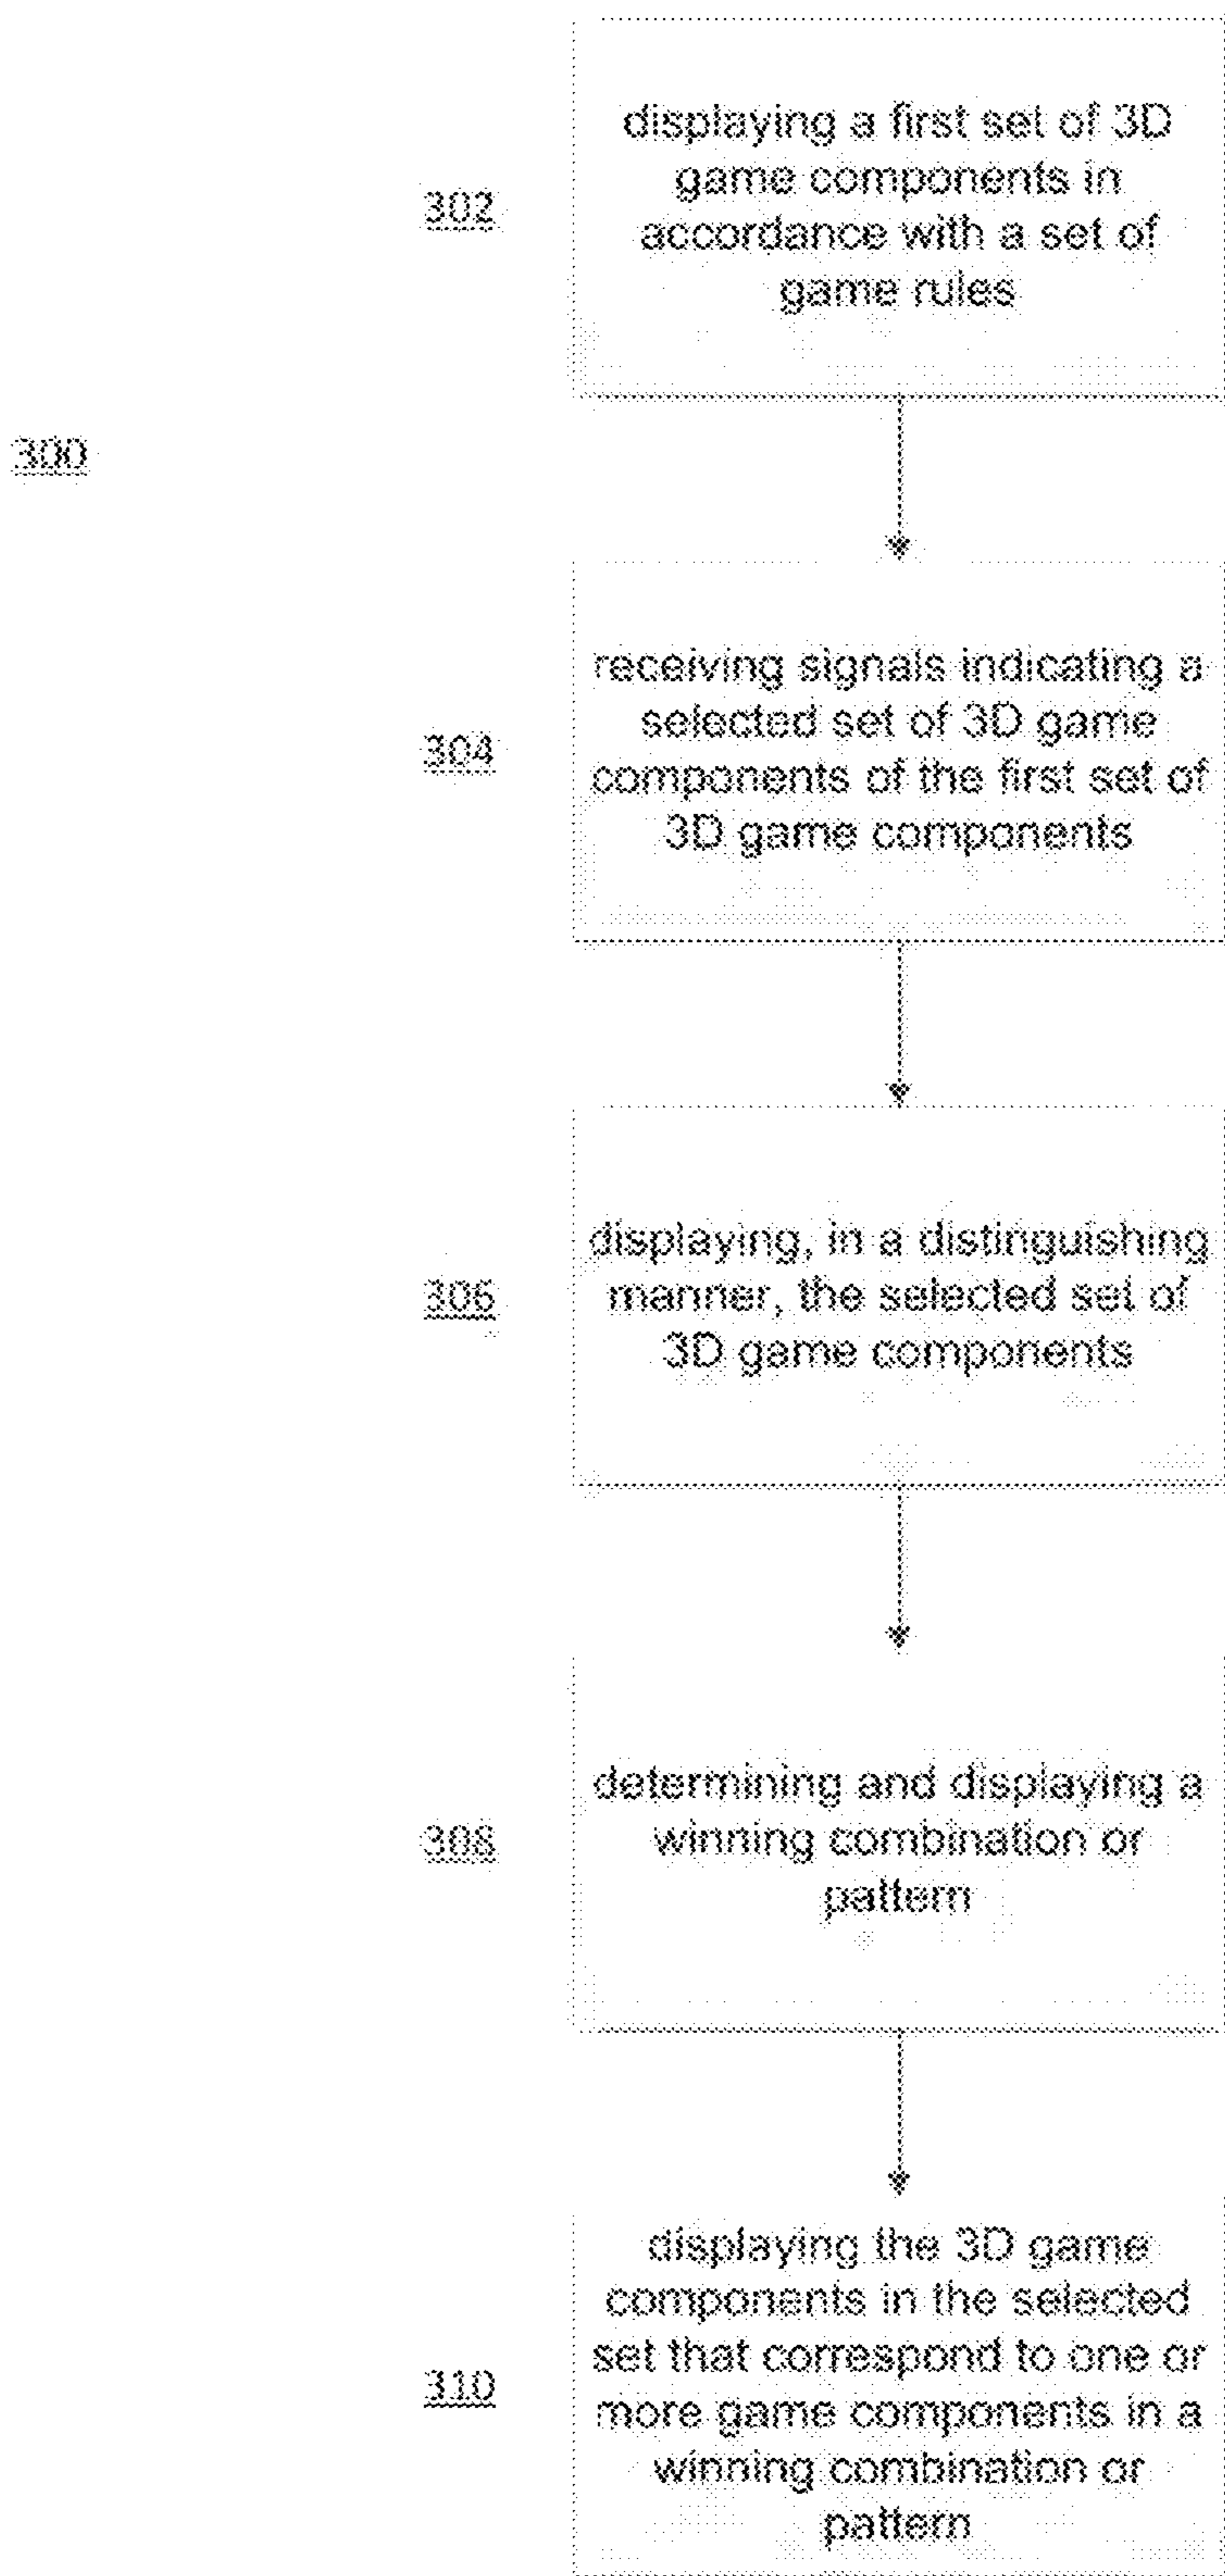 302
displaying a first set of 3D
game components in
accordance with a set of
game rules
300
304
receiving signals indicating a
selected set of 3D game
components of the first set of
3D game components
306
displaying, in a distinguishing
manner, the selected set of
3D game components
308
determining and displaying a
winning combination or
pattern
310
displaying the 3D game
components in the selected
set that correspond to one or
more game components in a
winning combination or
pattern